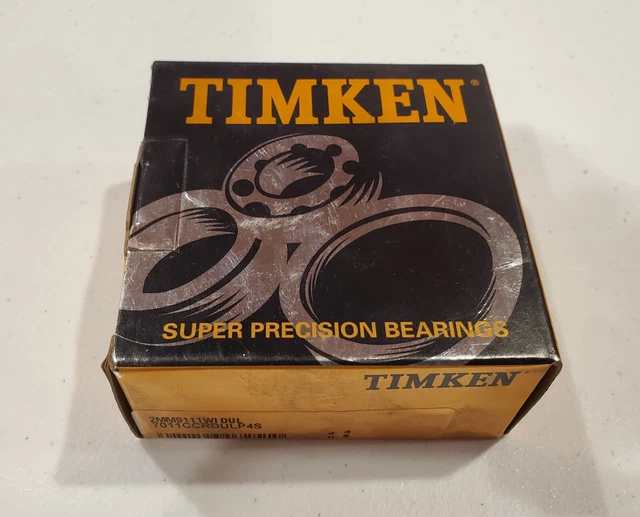 TIMKEN®
SUPER PRECISION BEARINGS
TIMKEN
2MM9111WI DUL
7011CCRDULP4S